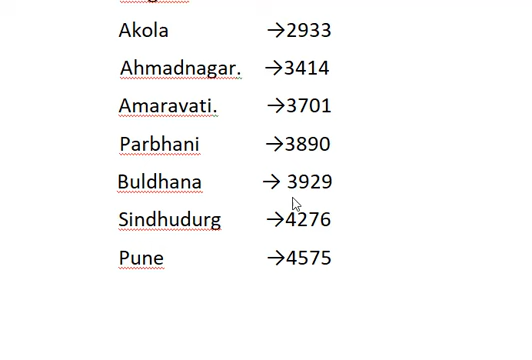 Akola →2933
Ahmadnagar. →3414
Amaravati. →3701
Parbhani →3890
Buldhana → 3929
Sindhudurg →4276
Pune →4575